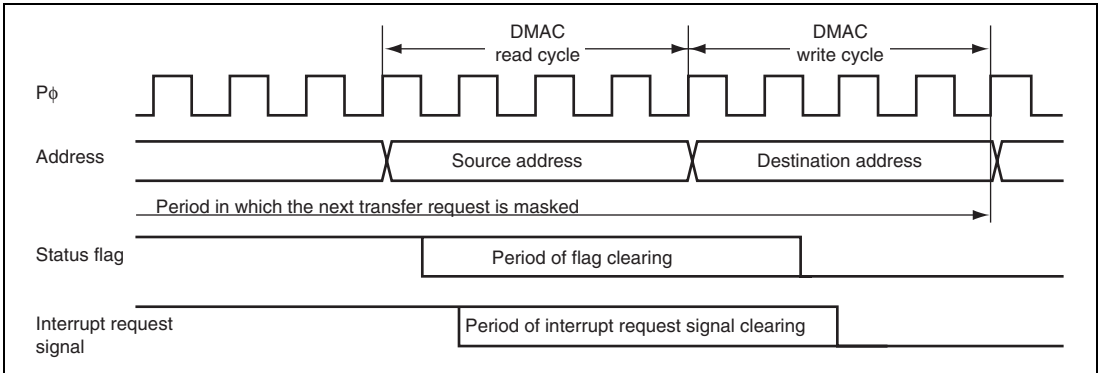 DMAC
read cycle
DMAC
write cycle
Pϕ
Address
Source address
Destination address
Period in which the next transfer request is masked
Status flag
Period of flag clearing
Interrupt request
signal
Period of interrupt request signal clearing